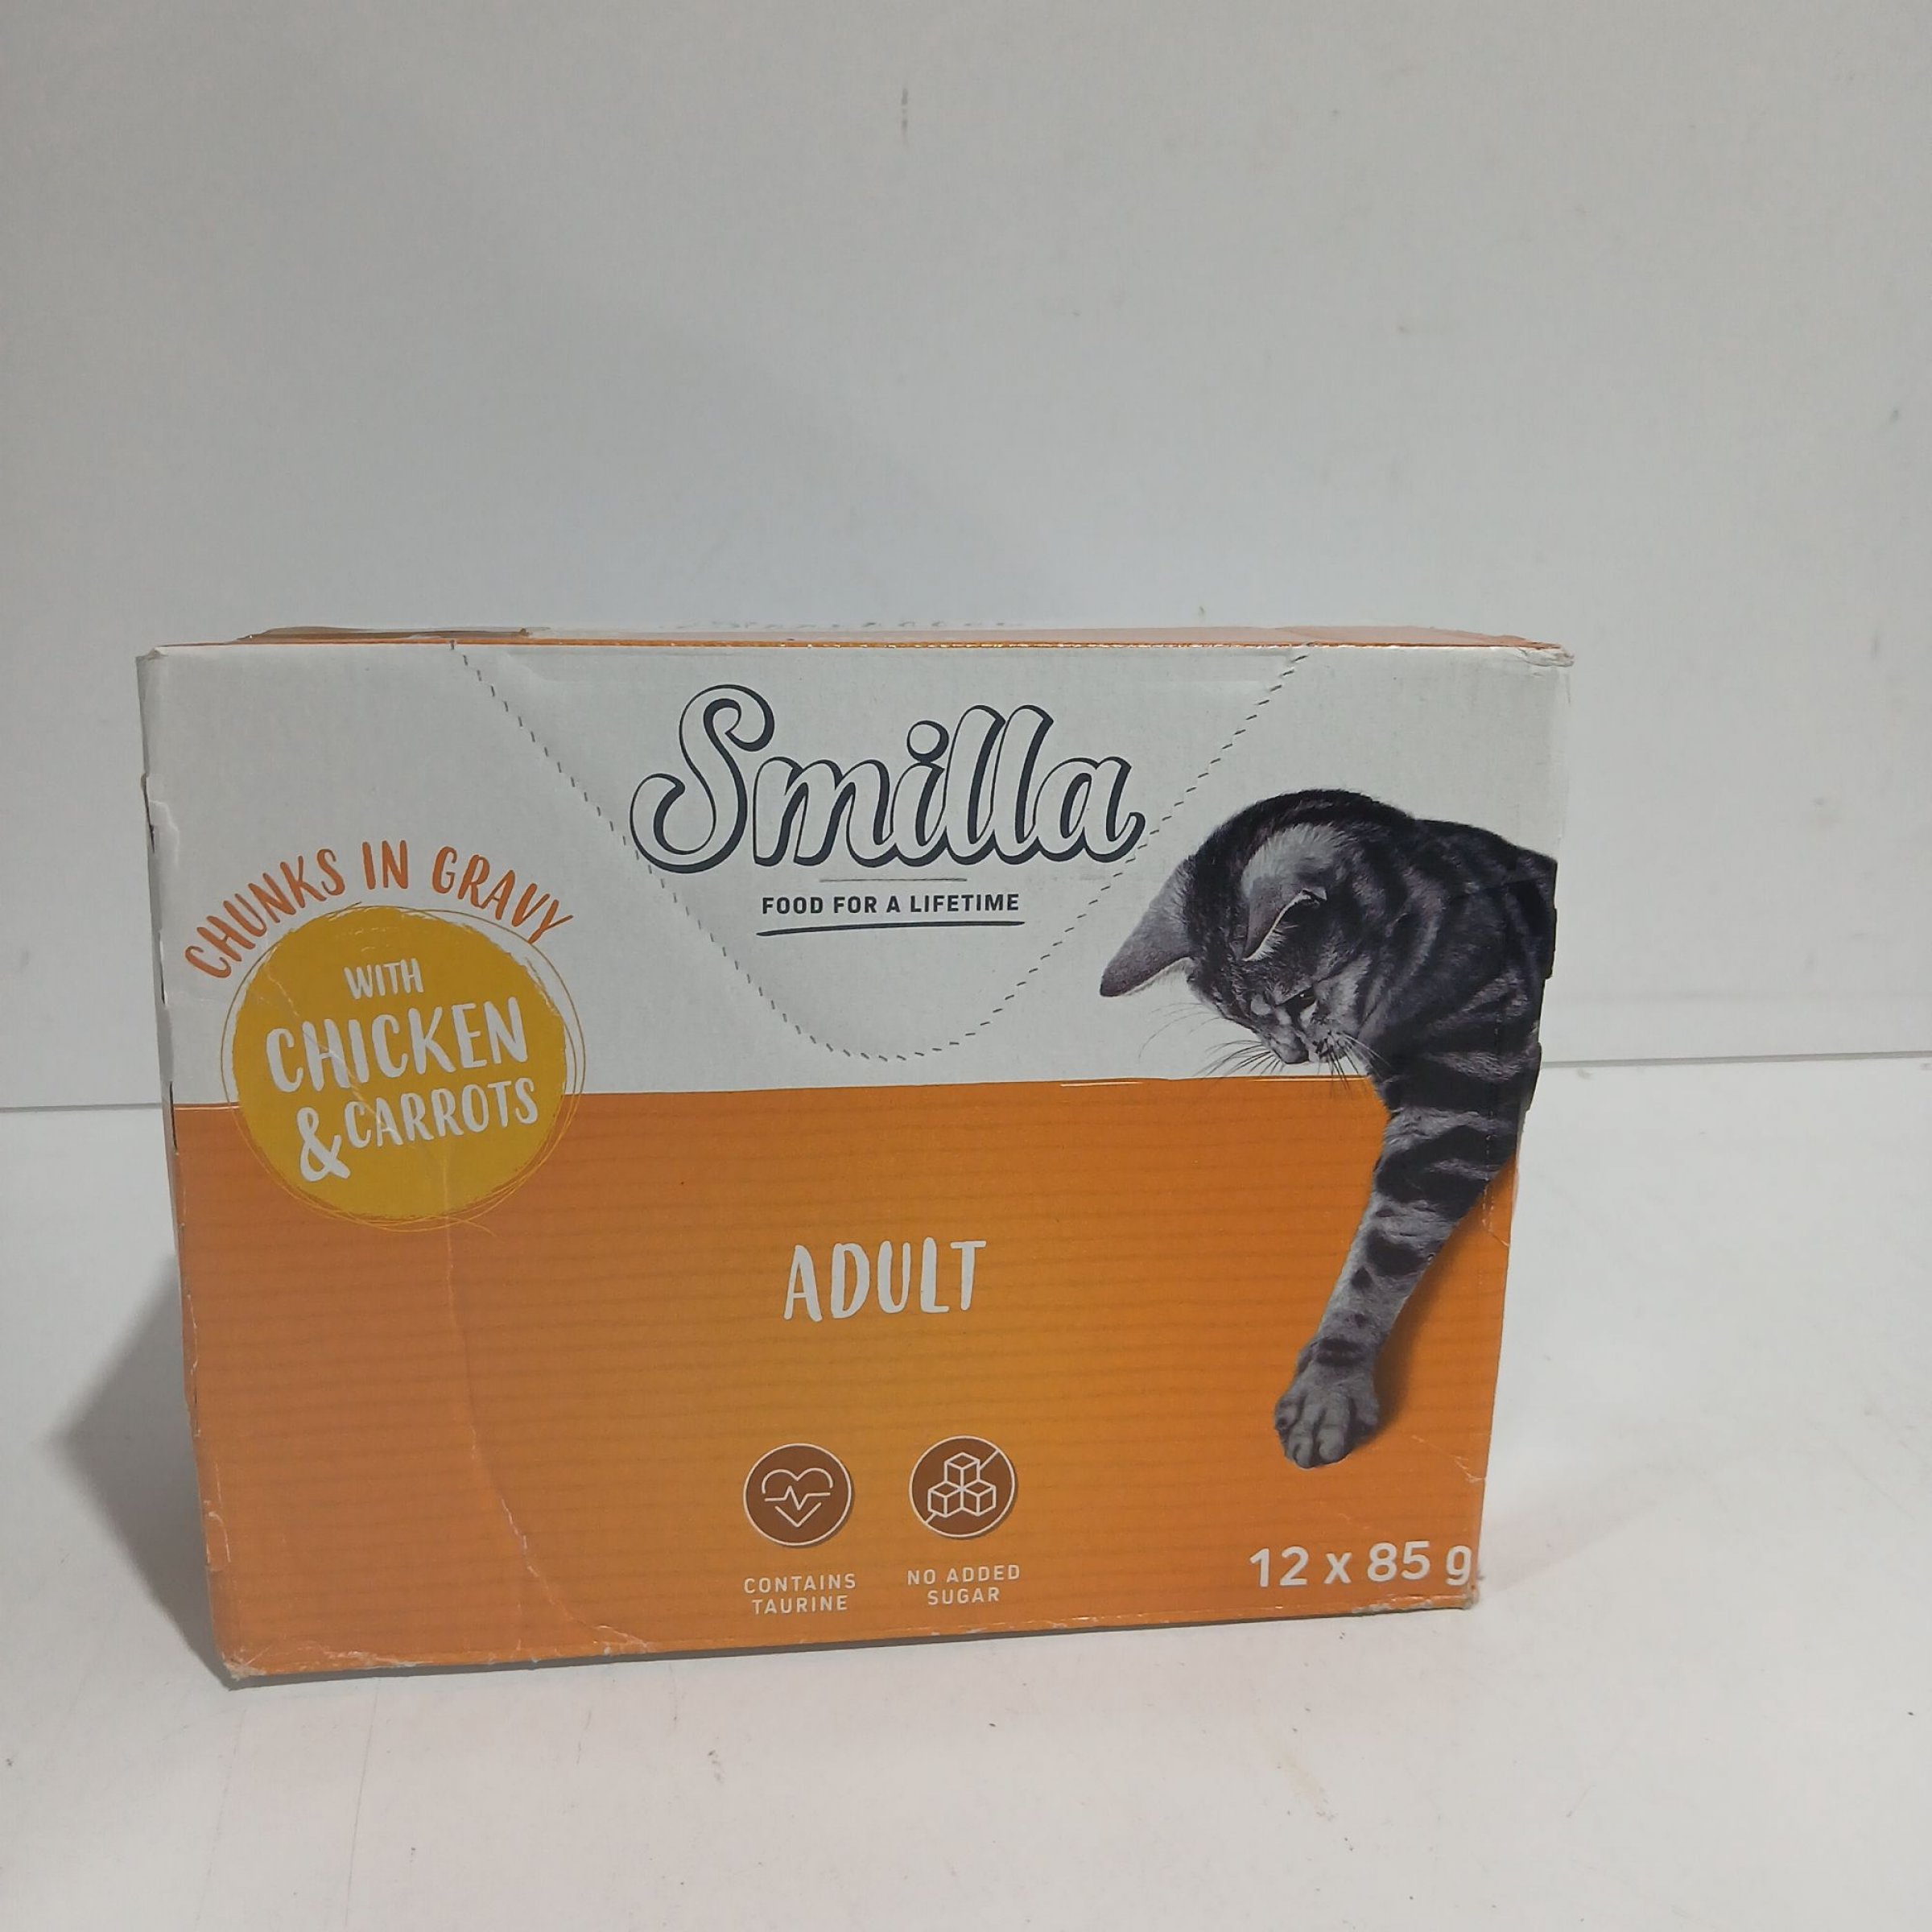 Smilla
FOOD FOR A LIFETIME
CHUNKS IN GRAVY
WITH
CHICKEN
& CARROTS
ADULT
CONTAINS
TAURINE
NO ADDED
SUGAR
12 x 85 g